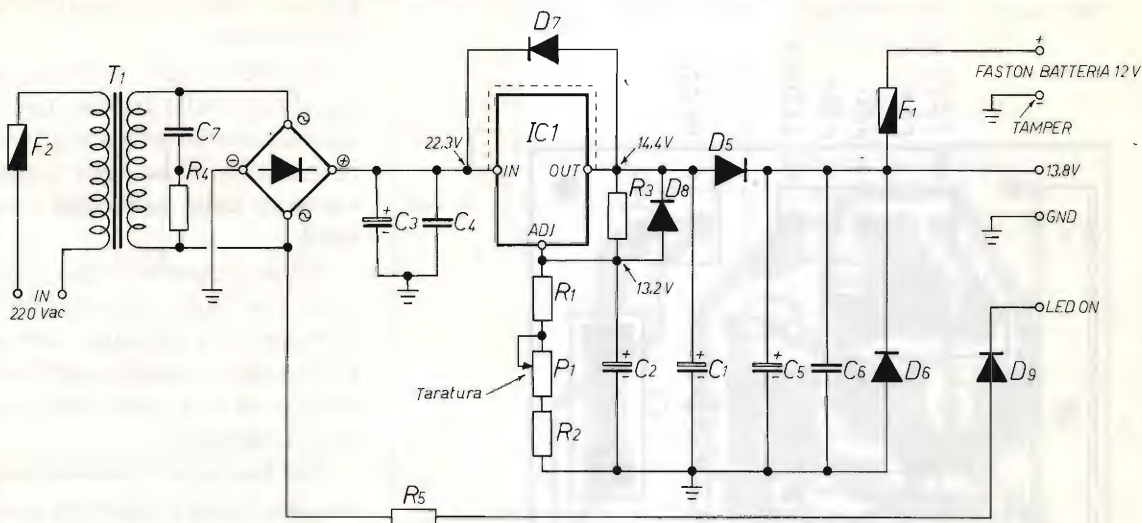 D7
+
FASTON BATTERIA 12V
T1
F1
-
TAMPER
F2
C7
IC1
~
R4
-
+
22.3V
14.4V
D5
IN
OUT
13.8V
R3
D8
~
+
-
C3
C4
ADJ
GND
13.2V
IN
220 Vac
R1
LED ON
P1
+
-
C2
+
-
C1
+
-
C5
C6
D6
D9
Taratura
R2
R5